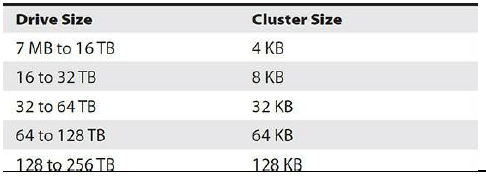 Drive Size Cluster Size
7 MB to 16 TB 4 KB
16 to 32 TB 8 KB
32 to 64 TB 32 KB
64 to 128 TB 64 KB
128 to 256 TB 128 KB